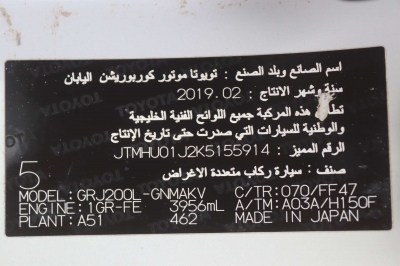 اسم الصانع وبلد الصنع : تويوتا موتور كوربوريشن اليابان
سنة وشهر الانتاج : 2019.02
هذه المركبة جميع اللوائح الفنية الخليجية
والوطنية للسيارات التي صدرت حتى تاريخ الإنتاج
الرقم المميز : JTMHU01J2K5155914
صنف : سيارة ركاب متعددة الاغراض
5
MODEL: GRJ200L-GNMAKV C/TR: 070/FF47
ENGINE: 1GR-FE 3956mL A/TM: A03A/H150F
PLANT: A51 462 MADE IN JAPAN